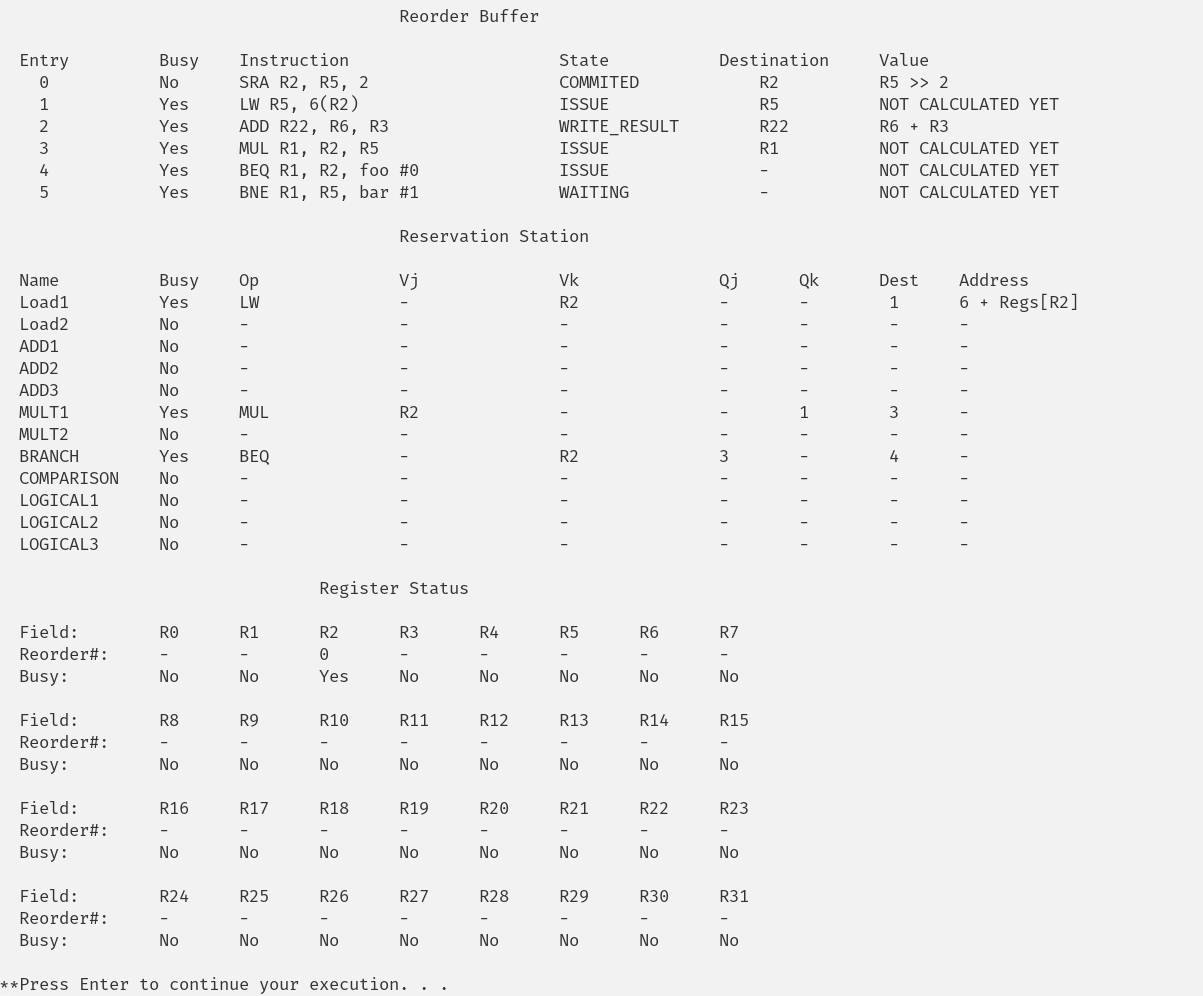 Reorder Buffer
Entry Busy Instruction State Destination Value
0 No SRA R2, R5, 2 COMMITED R2 R5 >> 2
1 Yes LW R5, 6(R2) ISSUE R5 NOT CALCULATED YET
2 Yes ADD R22, R6, R3 WRITE_RESULT R22 R6 + R3
3 Yes MUL R1, R2, R5 ISSUE R1 NOT CALCULATED YET
4 Yes BEQ R1, R2, foo #0 ISSUE - NOT CALCULATED YET
5 Yes BNE R1, R5, bar #1 WAITING - NOT CALCULATED YET
Reservation Station
Name Busy Op Vj Vk Qj Qk Dest Address
Load1 Yes LW - R2 - - 1 6 + Regs[R2]
Load2 No - - - - - - -
ADD1 No - - - - - - -
ADD2 No - - - - - - -
ADD3 No - - - - - - -
MULT1 Yes MUL R2 - - 1 3 -
MULT2 No - - - - - - -
BRANCH Yes BEQ - R2 3 - 4 -
COMPARISON No - - - - - - -
LOGICAL1 No - - - - - - -
LOGICAL2 No - - - - - - -
LOGICAL3 No - - - - - - -
Register Status
Field: R0 R1 R2 R3 R4 R5 R6 R7
Reorder#: - - 0 - - - - -
Busy: No No Yes No No No No No
Field: R8 R9 R10 R11 R12 R13 R14 R15
Reorder#: - - - - - - - -
Busy: No No No No No No No No
Field: R16 R17 R18 R19 R20 R21 R22 R23
Reorder#: - - - - - - - -
Busy: No No No No No No No No
Field: R24 R25 R26 R27 R28 R29 R30 R31
Reorder#: - - - - - - - -
Busy: No No No No No No No No
**Press Enter to continue your execution. . .